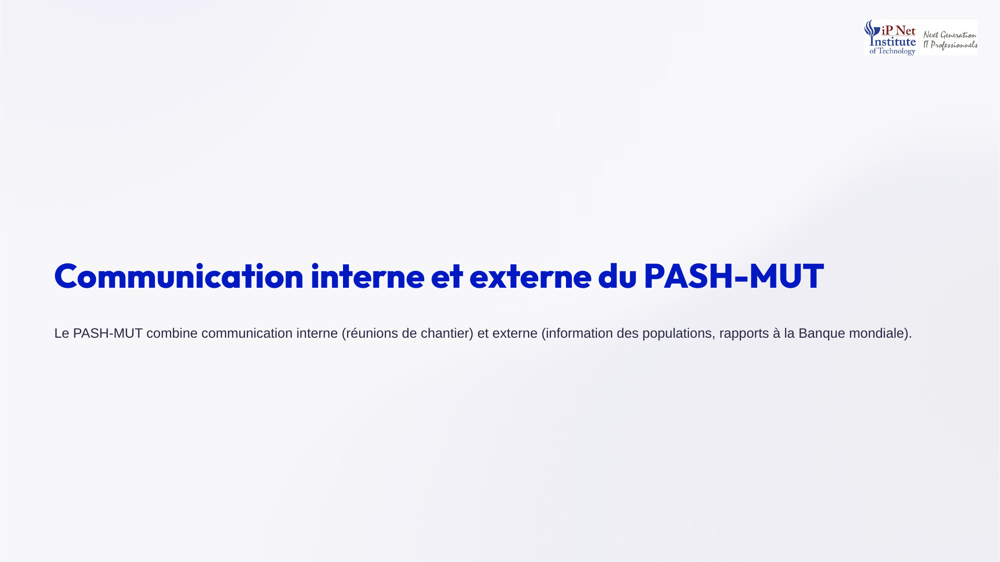 iP Net
Institute
of Technology
Next Generation
IT Professionnels
Communication interne et externe du PASH-MUT
Le PASH-MUT combine communication interne (réunions de chantier) et externe (information des populations, rapports à la Banque mondiale).